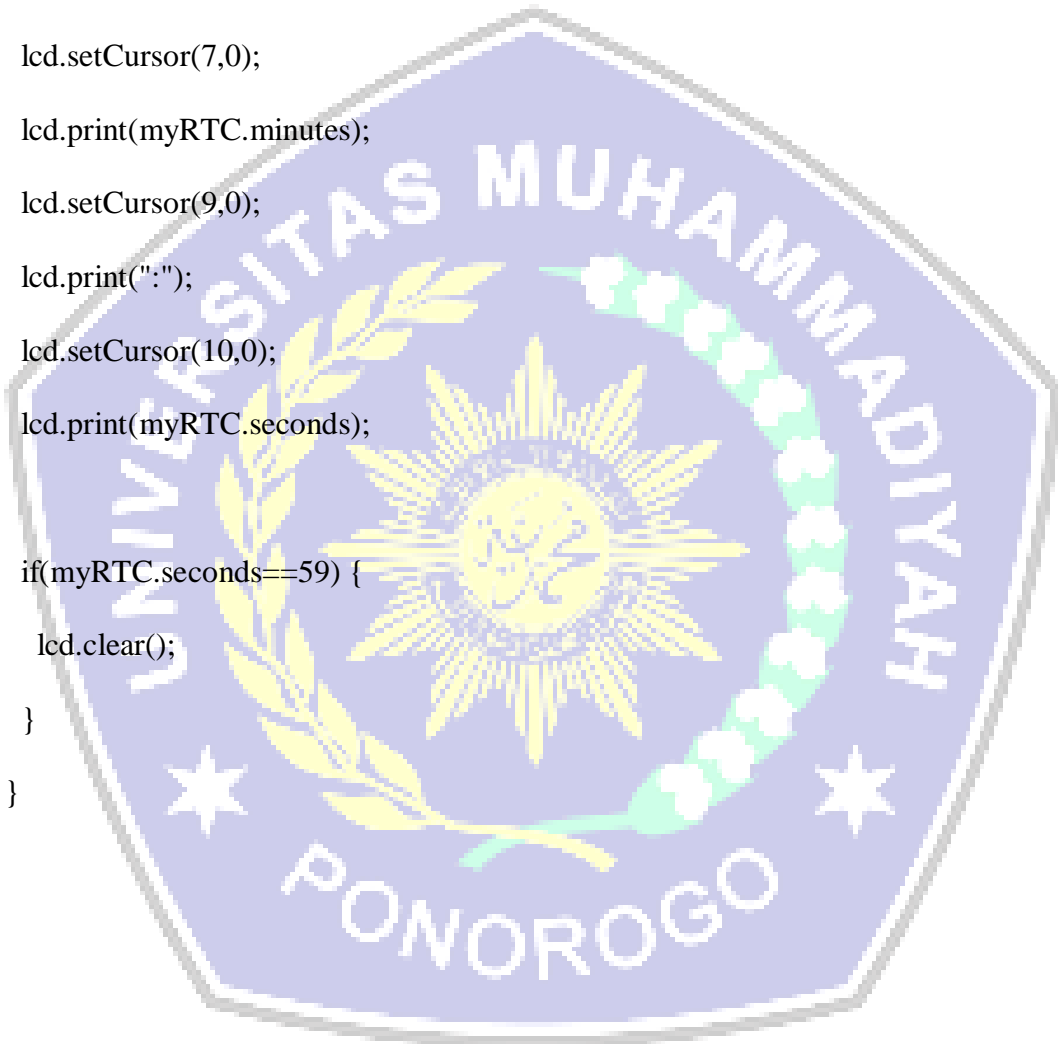 lcd.setCursor(7,0);
lcd.print(myRTC.minutes);
lcd.setCursor(9,0);
lcd.print(":");
lcd.setCursor(10,0);
lcd.print(myRTC.seconds);
if(myRTC.seconds==59) {
lcd.clear();
}
}
UNIVERSITAS MUHAMMADIYAH
PONOROGO